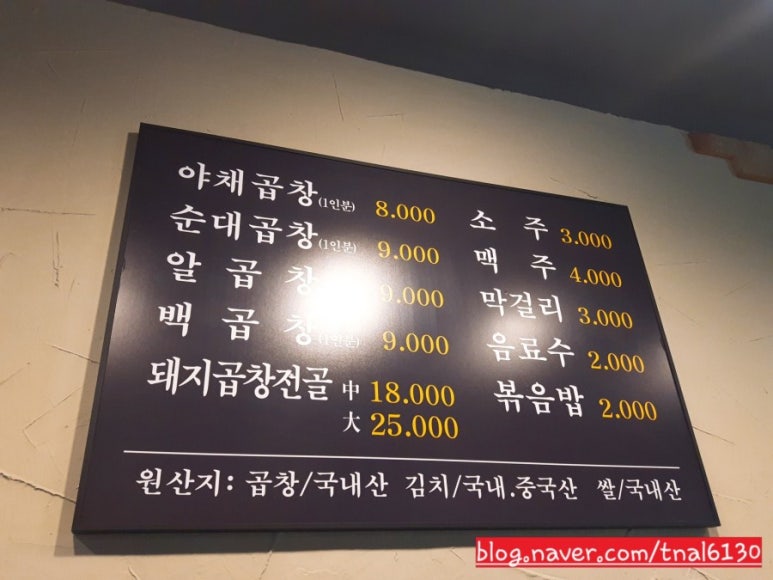 야채곱창(1인분) 8.000
순대곱창(1인분) 9.000
알 곱 창 9.000
백 곱 창(1인분) 9.000
돼지곱창전골 中 18.000
大 25.000
소 주 3.000
맥 주 4.000
막걸리 3.000
음료수 2.000
볶음밥 2.000
원산지: 곱창/국내산 김치/국내.중국산 쌀/국내산
blog.naver.com/tnal6130